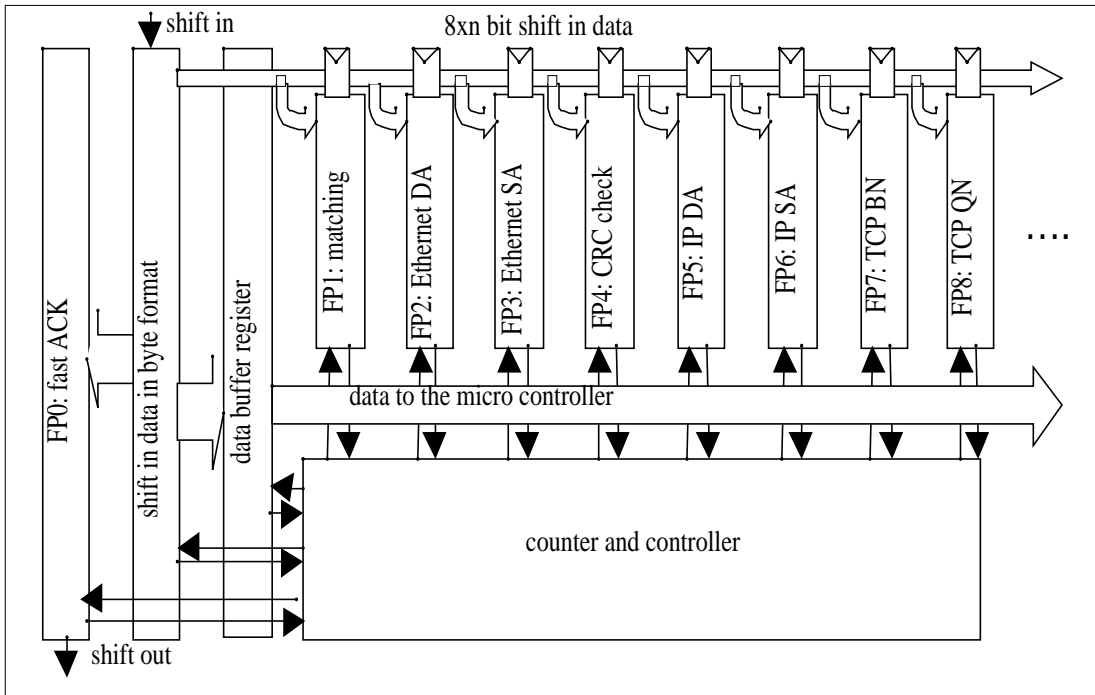 shift in
8xn bit shift in data
FP0: fast ACK
shift in data in byte format
data buffer register
FP1: matching
FP2: Ethernet DA
FP3: Ethernet SA
FP4: CRC check
FP5: IP DA
FP6: IP SA
FP7: TCP BN
FP8: TCP QN
....
data to the micro controller
counter and controller
shift out